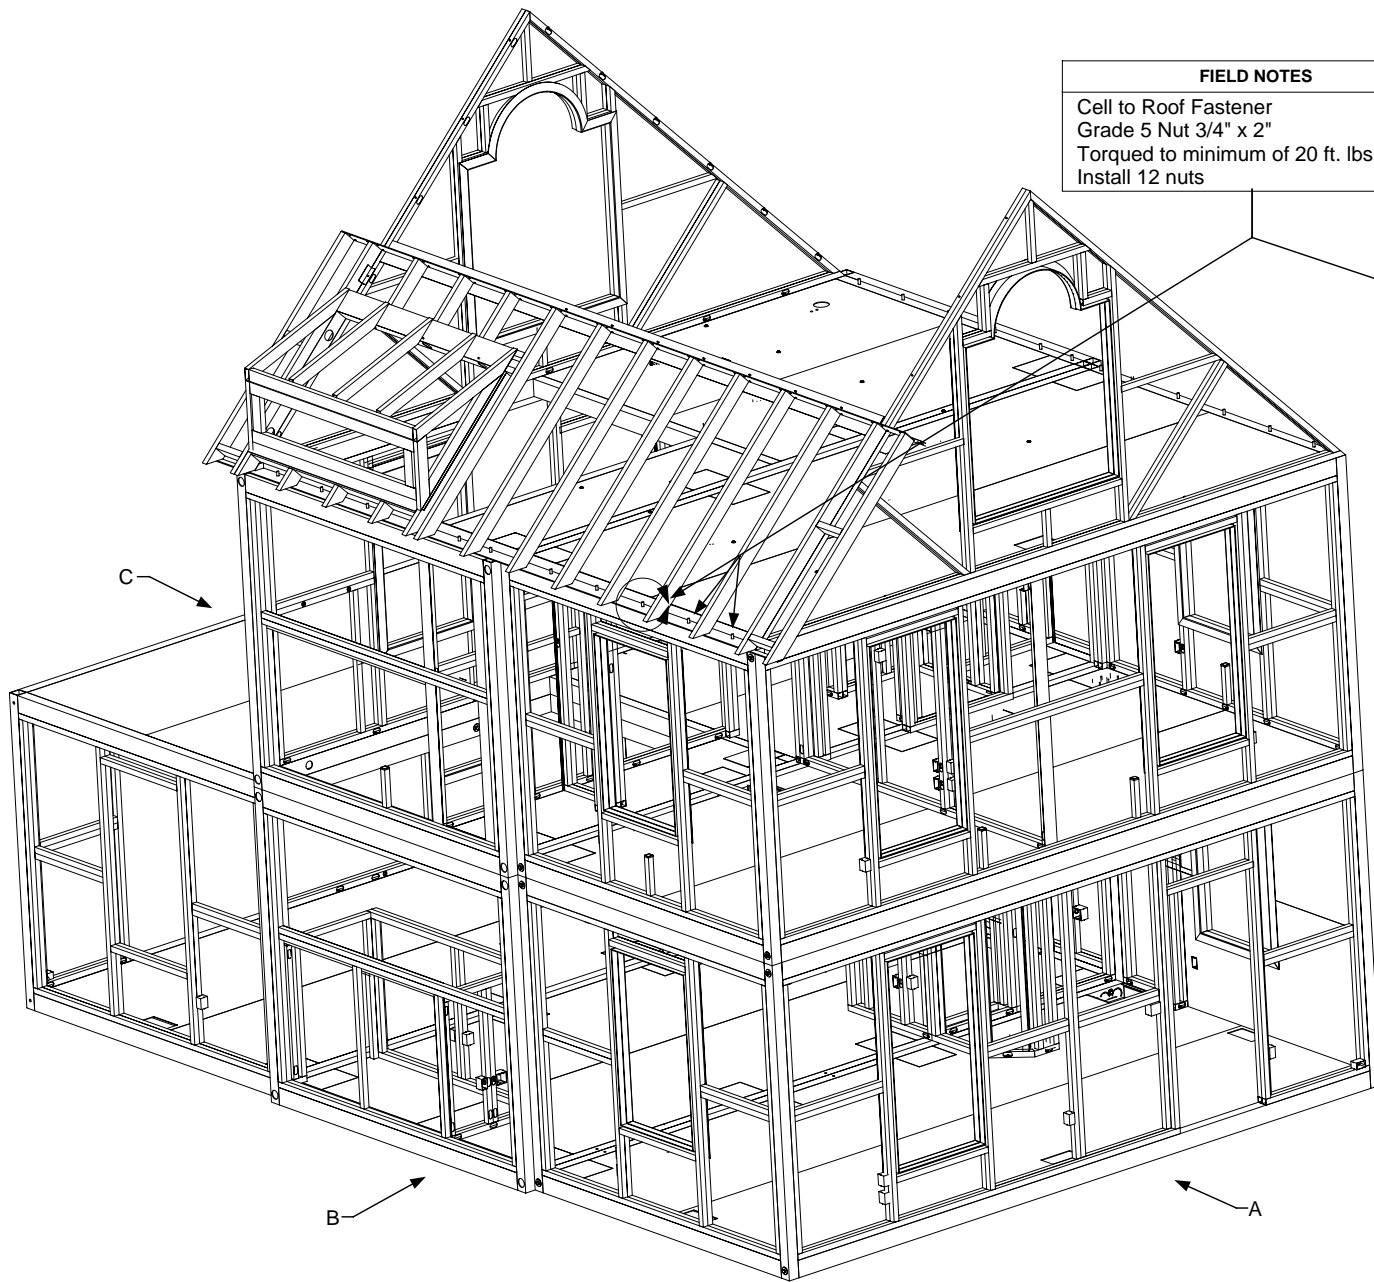 FIELD NOTES
Cell to Roof Fastener
Grade 5 Nut 3/4" x 2"
Torqued to minimum of 20 ft. lbs
Install 12 nuts
C
B
A